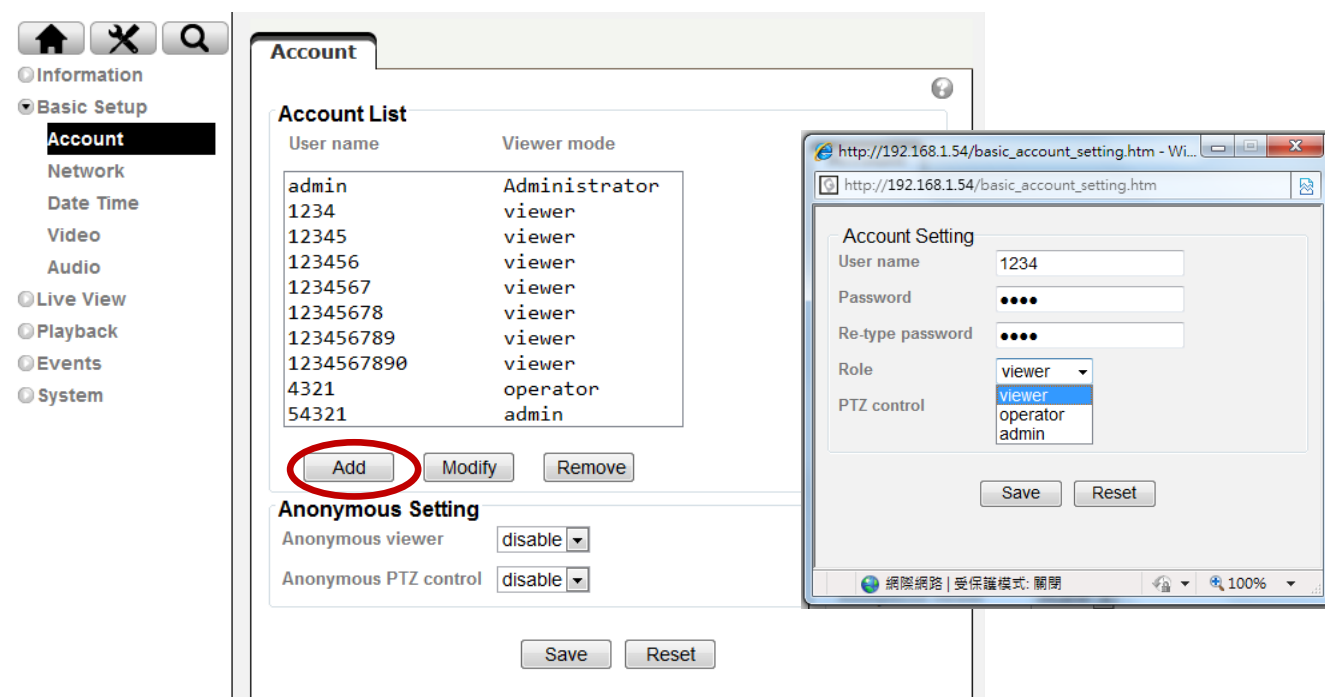 Information
Basic Setup
Account
Network
Date Time
Video
Audio
Live View
Playback
Events
System
Account
Account List
User name Viewer mode
admin Administrator
1234 viewer
12345 viewer
123456 viewer
1234567 viewer
12345678 viewer
123456789 viewer
1234567890 viewer
4321 operator
54321 admin
Add Modify Remove
Anonymous Setting
Anonymous viewer disable
Anonymous PTZ control disable
Save Reset
http://192.168.1.54/basic_account_setting.htm - Wi...
http://192.168.1.54/basic_account_setting.htm
Account Setting
User name 1234
Password ●●●●
Re-type password ●●●●
Role viewer
viewer
PTZ control operator
admin
Save Reset
網際網路 | 受保護模式: 關閉 100%